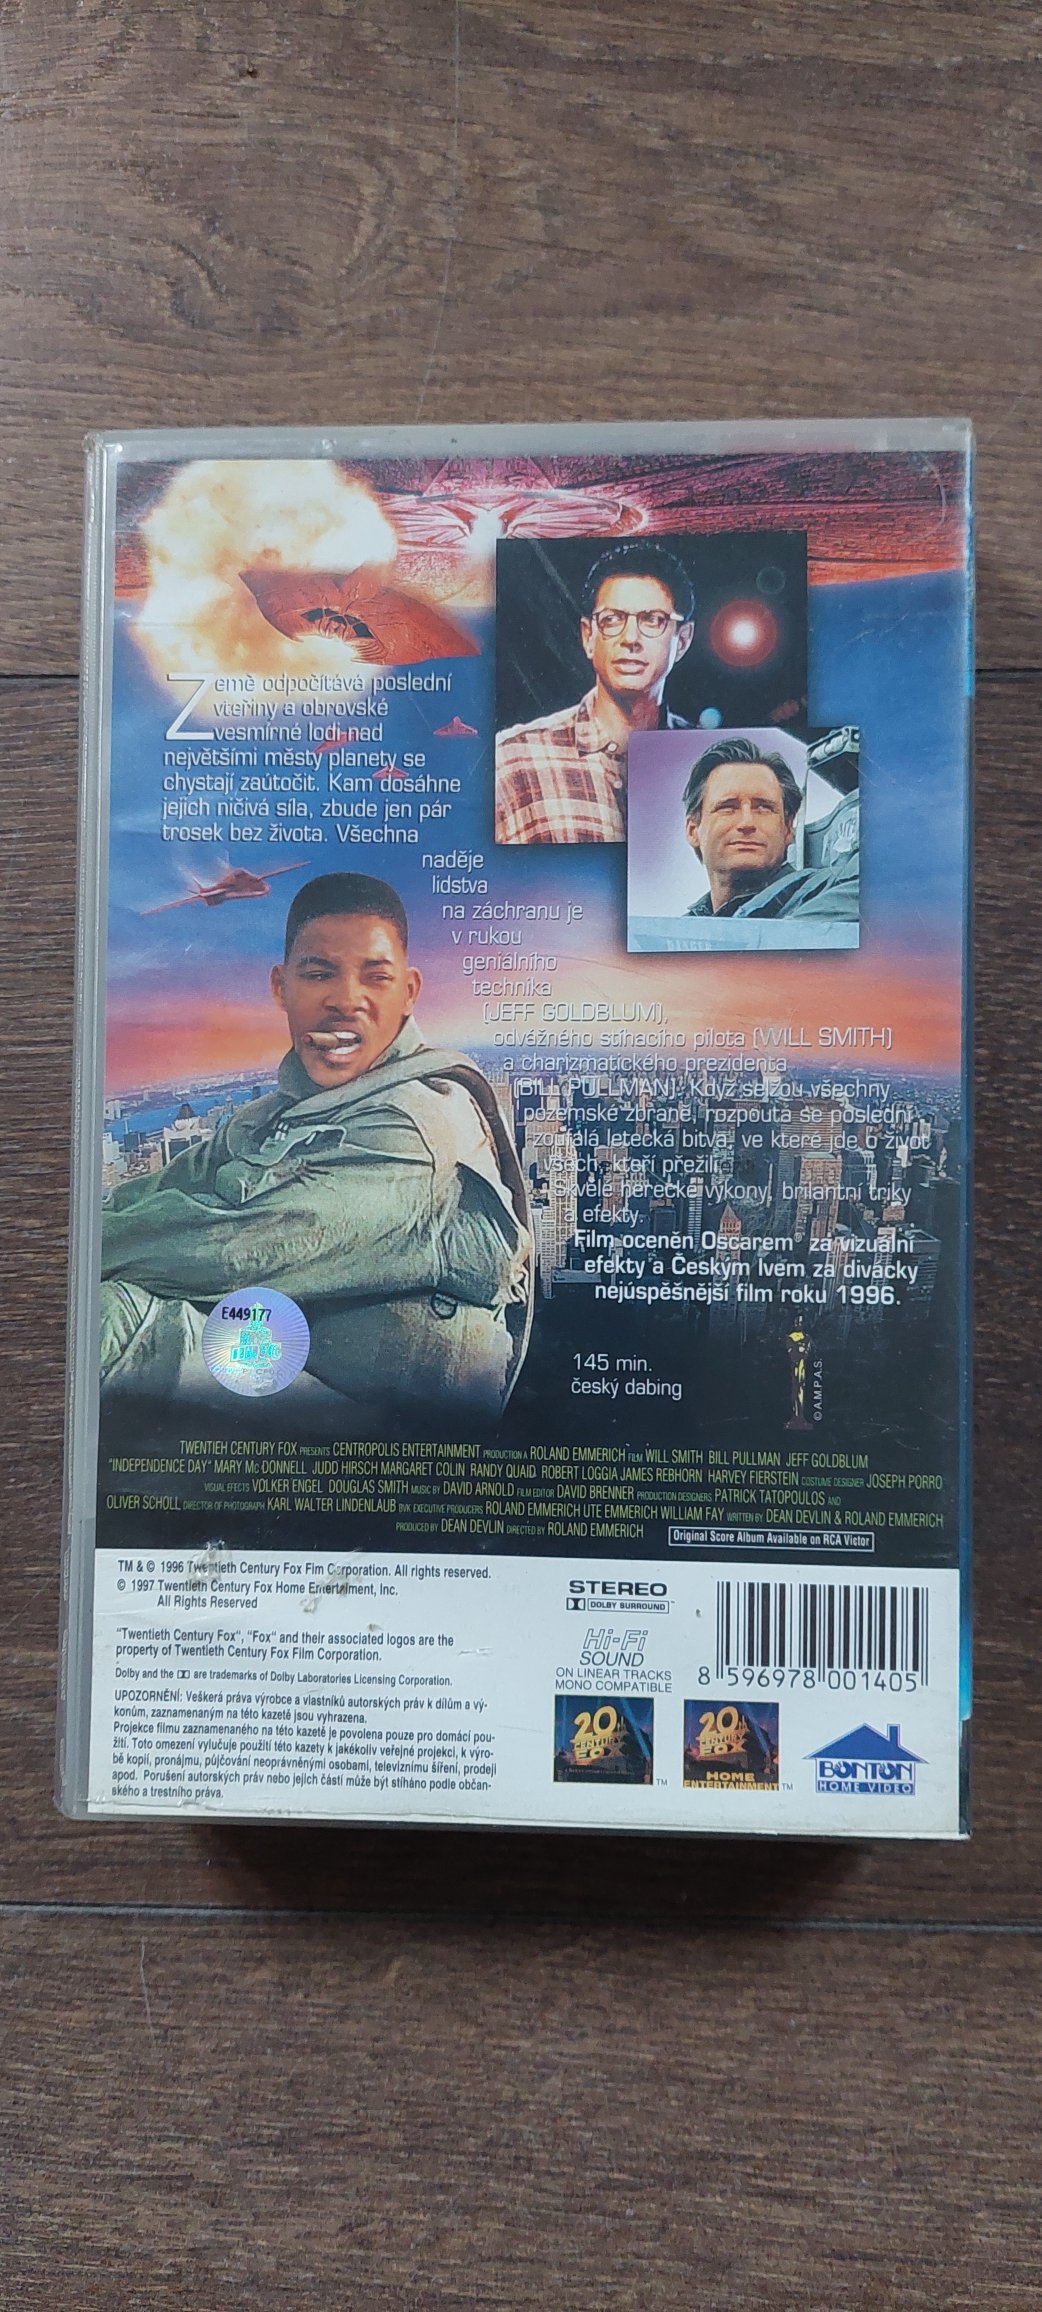 Země odpočítává poslední
vteřiny a obrovské
vesmírné lodi nad
největšími městy planety se
chystají zaútočit. Kam dosáhne
jejich ničivá síla, zbude jen pár
trosek bez života. Všechna
naděje
lidstva
na záchranu je
v rukou
geniálního
technika
(JEFF GOLDBLUM),
odvážného stíhacího pilota (WILL SMITH)
a charizmatického prezidenta
(BILL PULLMAN). Když selžou všechny
pozemské zbraně, rozpoutá se poslední
zoufalá letecká bitva, ve které jde o život
všech, kteří přežili.
Skvělé herecké výkony, brilantní triky
a efekty.
Film oceněn Oscarem® za vizuální
efekty a Českým lvem za divácky
nejúspěšnější film roku 1996.
E449177
145 min.
český dabing
© A.M.P.A.S.
TWENTIEH CENTURY FOX PRESENTS CENTROPOLIS ENTERTAINMENT PRODUCTION A ROLAND EMMERICH FILM WILL SMITH BILL PULLMAN JEFF GOLDBLUM
"INDEPENDENCE DAY" MARY Mc DONNELL JUDD HIRSCH MARGARET COLIN RANDY QUAID ROBERT LOGGIA JAMES REBHORN HARVEY FIERSTEIN COSTUME DESIGNER JOSEPH PORRO
VISUAL EFFECTS VOLKER ENGEL DOUGLAS SMITH MUSIC BY DAVID ARNOLD FILM EDITOR DAVID BRENNER PRODUCTION DESIGNERS PATRICK TATOPOULOS AND
OLIVER SCHOLL DIRECTOR OF PHOTOGRAPH KARL WALTER LINDENLAUB EXECUTIVE PRODUCERS ROLAND EMMERICH UTE EMMERICH WILLIAM FAY WRITTEN BY DEAN DEVLIN & ROLAND EMMERICH
PRODUCED BY DEAN DEVLIN DIRECTED BY ROLAND EMMERICH
Original Score Album Available on RCA Victor
TM & © 1996 Twentieth Century Fox Film Corporation. All rights reserved.
© 1997 Twentieth Century Fox Home Entertaiment, Inc.
All Rights Reserved
"Twentieth Century Fox", "Fox" and their associated logos are the
property of Twentieth Century Fox Film Corporation.
Dolby and the are trademarks of Dolby Laboratories Licensing Corporation.
UPOZORNĚNÍ: Veškerá práva výrobce a vlastníků autorských práv k dílům a vý-
konům, zaznamenaným na této kazetě jsou vyhrazena.
Projekce filmu zaznamenaného na této kazetě je povolena pouze pro domácí pou-
žití. Toto omezení vylučuje použití této kazety k jakékoliv veřejné projekci, k výro-
bě kopií, pronájmu, půjčování neoprávněnými osobami, televiznímu šíření, prodeji
apod. Porušení autorských práv nebo jejich částí může být stíháno podle občan-
ského a trestního práva.
STEREO
DOLBY SURROUND™
Hi-Fi
SOUND
ON LINEAR TRACKS
MONO COMPATIBLE
8 596978 001405
20
CENTURY
FOX
TM
20
CENTURY
FOX
HOME
ENTERTAINMENT TM
BONTON
HOME VIDEO